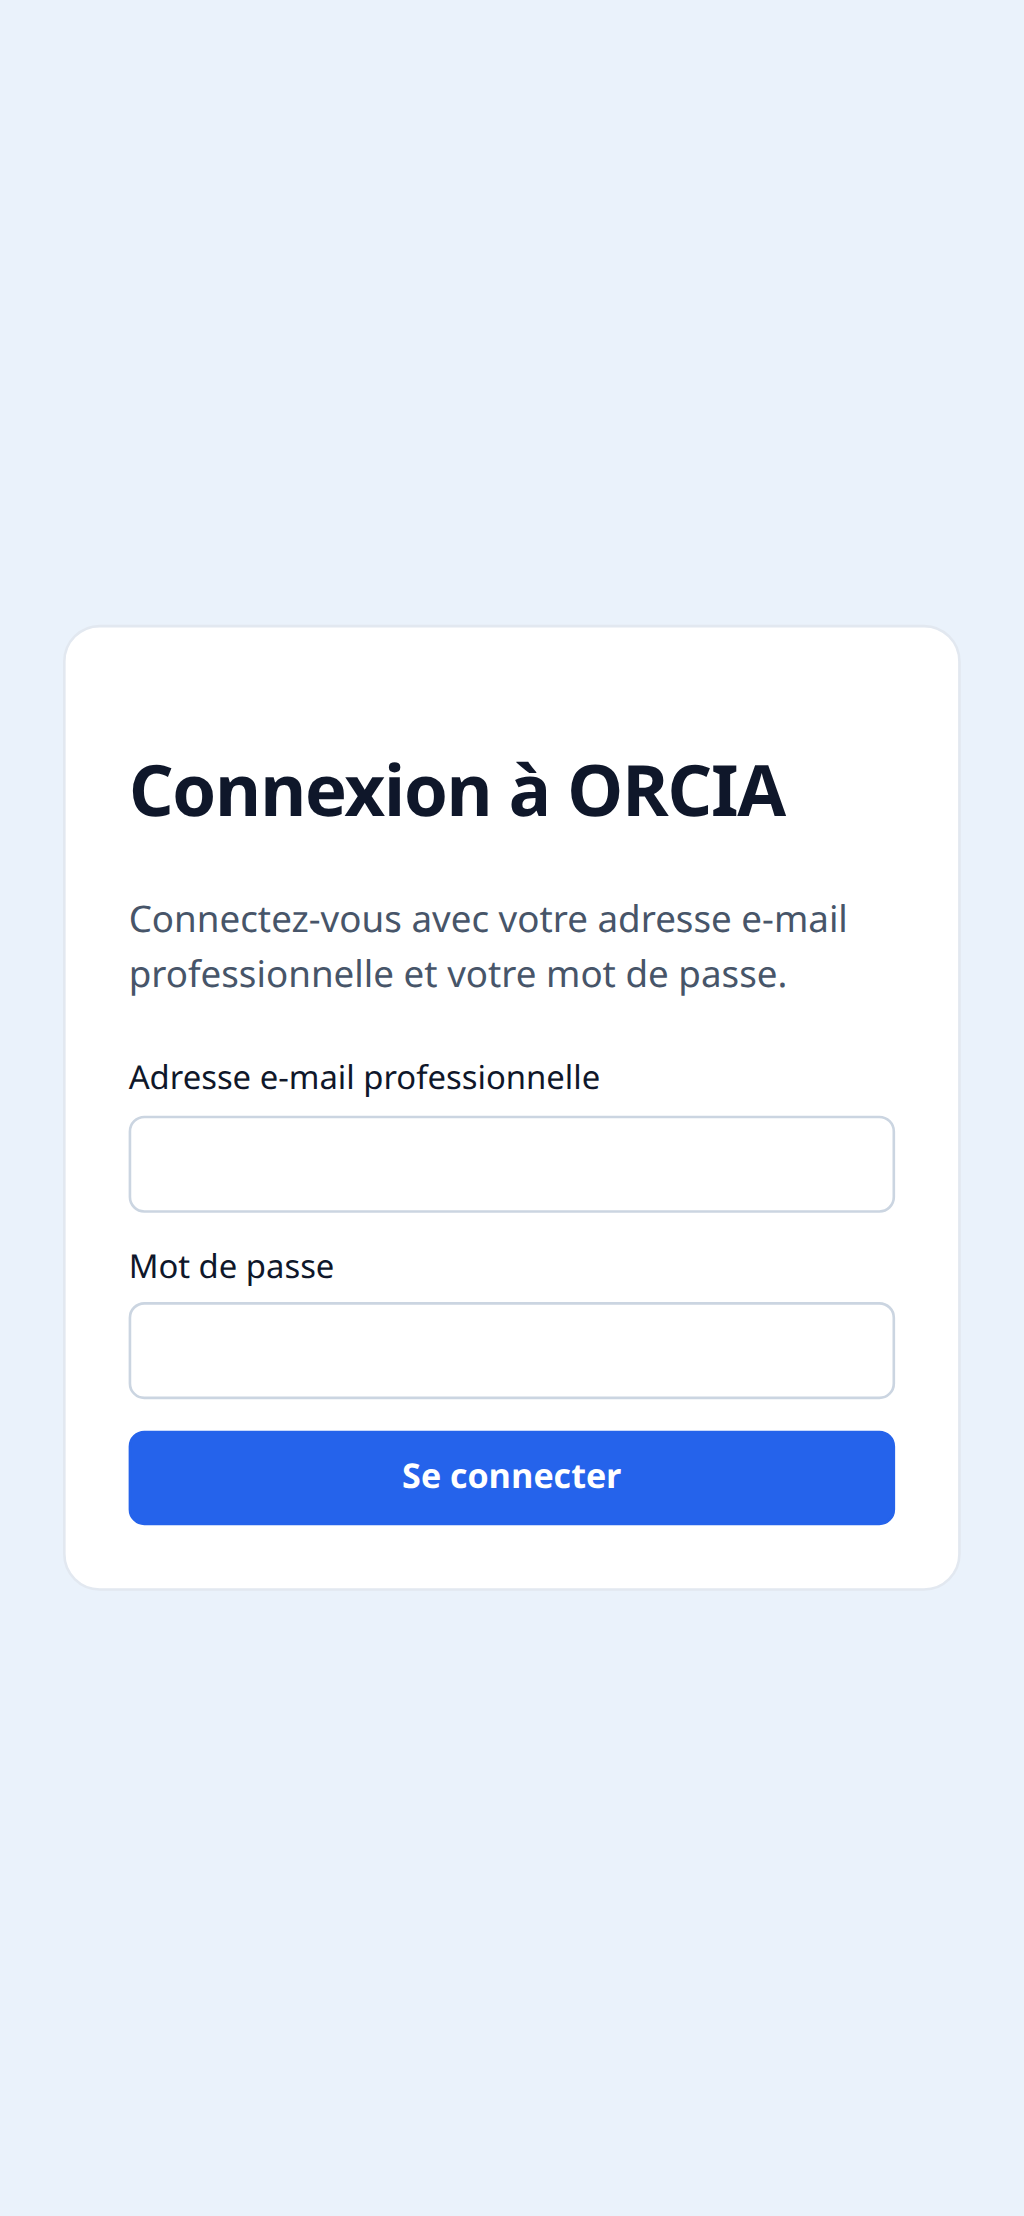 Connexion à ORCIA
Connectez-vous avec votre adresse e-mail
professionnelle et votre mot de passe.
Adresse e-mail professionnelle
Mot de passe
Se connecter